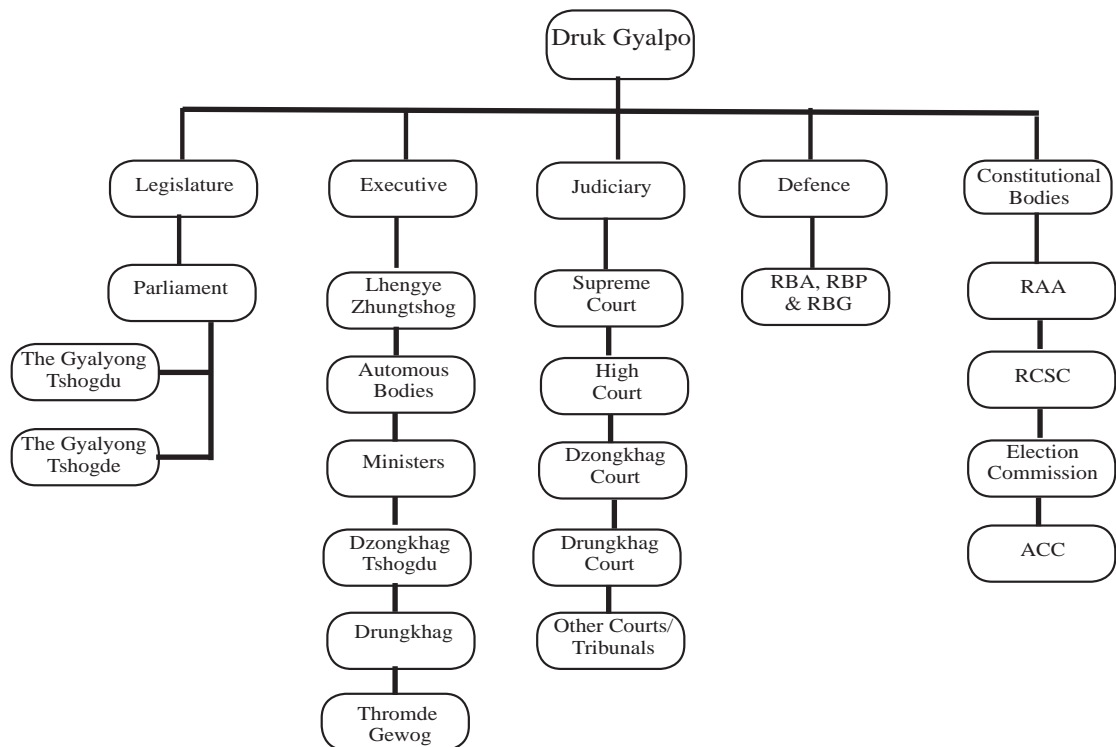 Druk Gyalpo
Legislature
Executive
Judiciary
Defence
Constitutional
Bodies
Parliament
The Gyalyong
Tshogdu
The Gyalyong
Tshogde
Lhengye
Zhungtshog
Automous
Bodies
Ministers
Dzongkhag
Tshogdu
Drungkhag
Thromde
Gewog
Supreme
Court
High
Court
Dzongkhag
Court
Drungkhag
Court
Other Courts/
Tribunals
RBA, RBP
& RBG
RAA
RCSC
Election
Commission
ACC